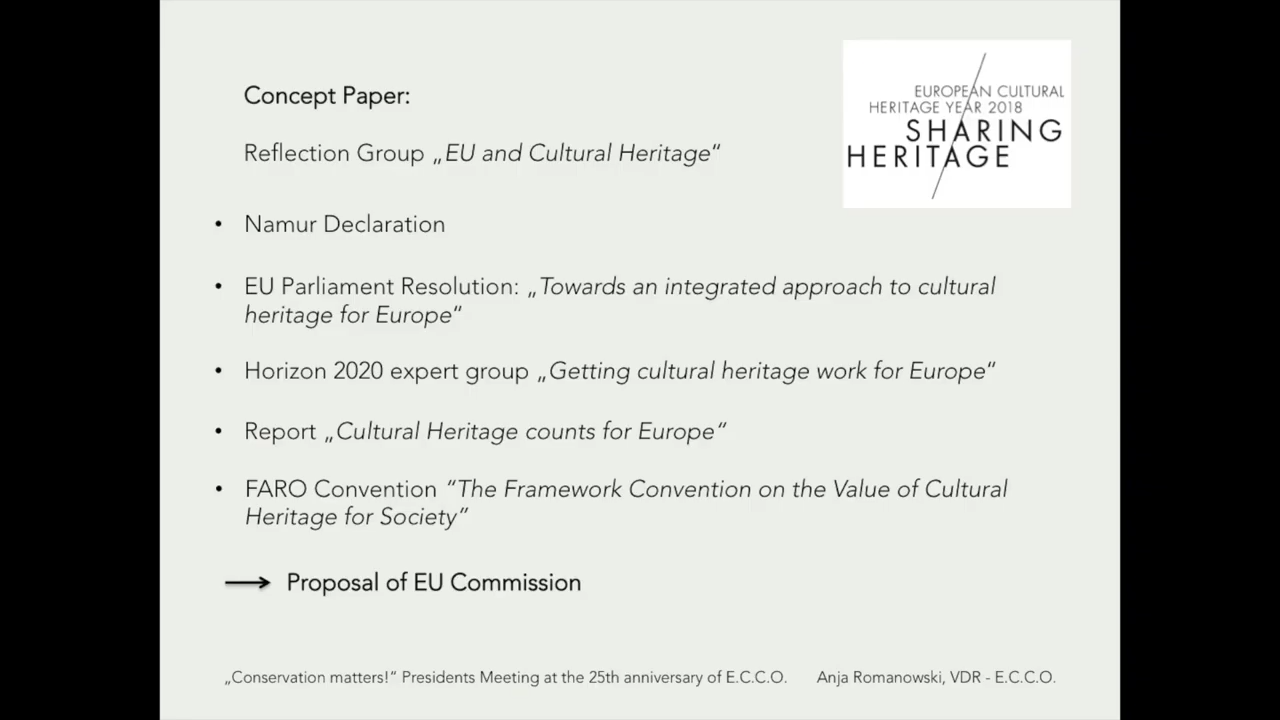 Concept Paper:
EUROPEAN CULTURAL
HERITAGE YEAR 2018
SHARING
HERITAGE
Reflection Group „EU and Cultural Heritage“
• Namur Declaration
• EU Parliament Resolution: „Towards an integrated approach to cultural
heritage for Europe“
• Horizon 2020 expert group „Getting cultural heritage work for Europe“
• Report „Cultural Heritage counts for Europe“
• FARO Convention “The Framework Convention on the Value of Cultural
Heritage for Society”
→ Proposal of EU Commission
„Conservation matters!“ Presidents Meeting at the 25th anniversary of E.C.C.O. Anja Romanowski, VDR - E.C.C.O.